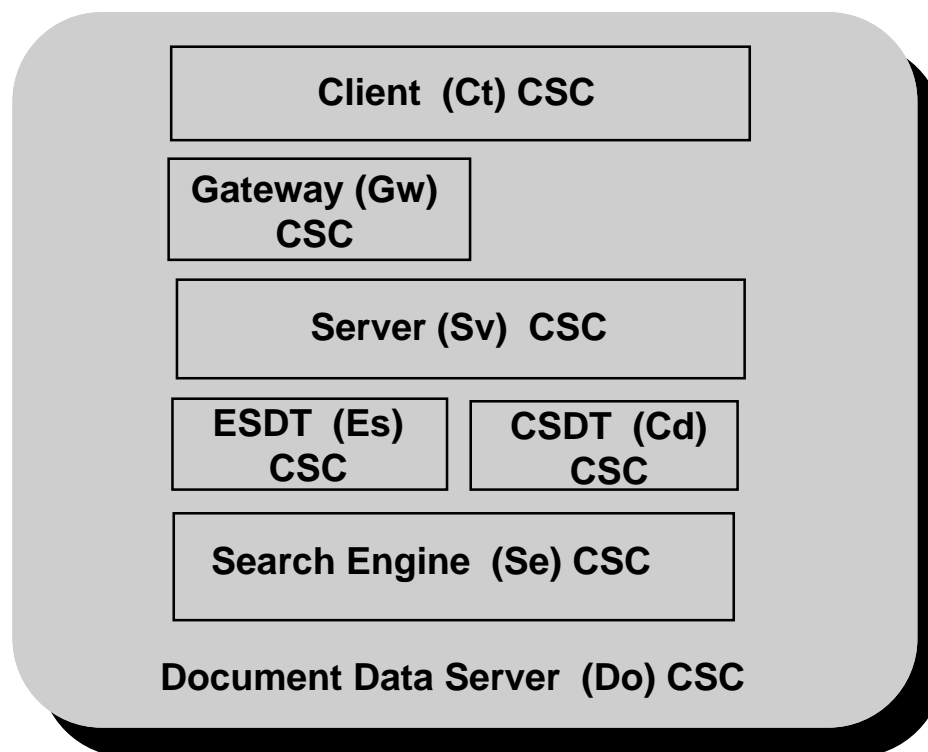 Client (Ct) CSC
Gateway (Gw)
CSC
Server (Sv) CSC
ESDT (Es)
CSC
CSDT (Cd)
CSC
Search Engine (Se) CSC
Document Data Server (Do) CSC